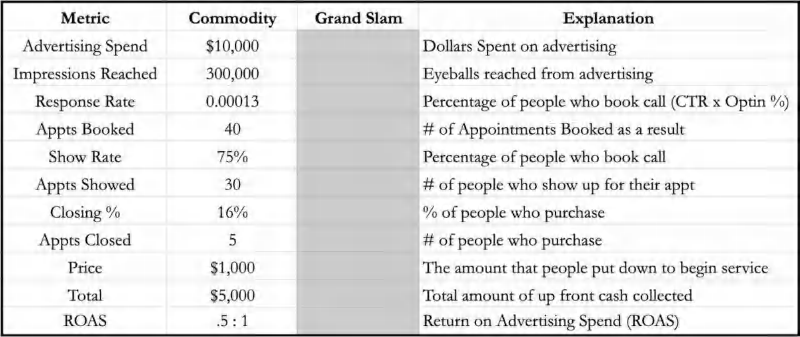 Metric Commodity Grand Slam Explanation
Advertising Spend $10,000 Dollars Spent on advertising
Impressions Reached 300,000 Eyeballs reached from advertising
Response Rate 0.00013 Percentage of people who book call (CTR x Optin %)
Appts Booked 40 # of Appointments Booked as a result
Show Rate 75% Percentage of people who book call
Appts Showed 30 # of people who show up for their appt
Closing % 16% % of people who purchase
Appts Closed 5 # of people who purchase
Price $1,000 The amount that people put down to begin service
Total $5,000 Total amount of up front cash collected
ROAS .5 : 1 Return on Advertising Spend (ROAS)